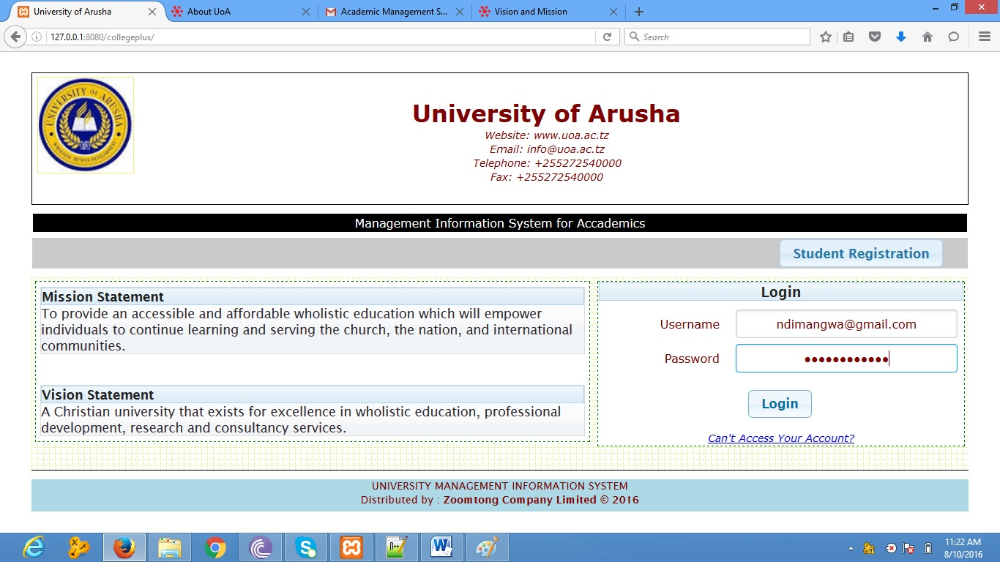 University of Arusha
About UoA
Academic Management S...
Vision and Mission
127.0.0.1:8080/collegeplus/
Search
UNIVERSITY OF ARUSHA
University of Arusha
Website: www.uoa.ac.tz
Email: info@uoa.ac.tz
Telephone: +255272540000
Fax: +255272540000
Management Information System for Accademics
Student Registration
Mission Statement
To provide an accessible and affordable wholistic education which will empower
individuals to continue learning and serving the church, the nation, and international
communities.
Vision Statement
A Christian university that exists for excellence in wholistic education, professional
development, research and consultancy services.
Login
Username
ndimangwa@gmail.com
Password
••••••••••••
Login
Can't Access Your Account?
UNIVERSITY MANAGEMENT INFORMATION SYSTEM
Distributed by : Zoomtong Company Limited © 2016
11:22 AM
8/10/2016